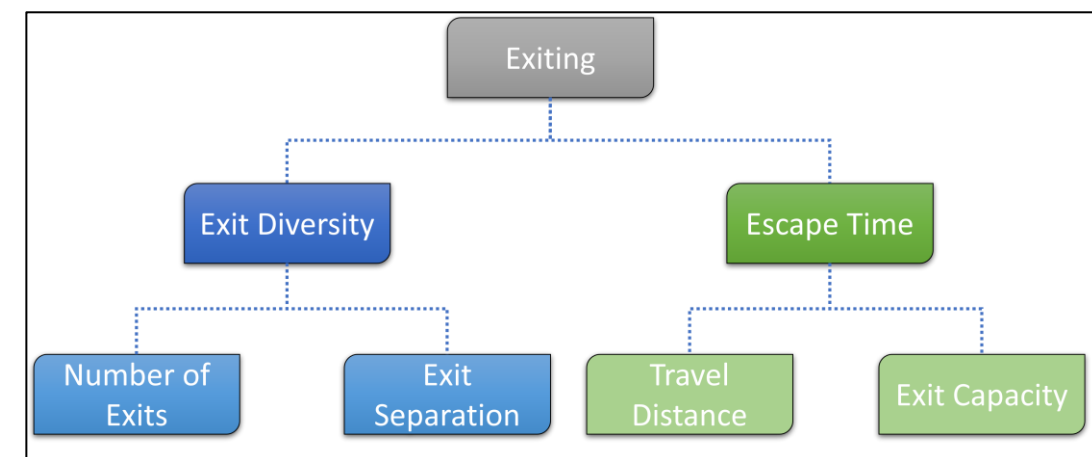 Exiting
Exit Diversity
Escape Time
Number of
Exits
Exit
Separation
Travel
Distance
Exit Capacity